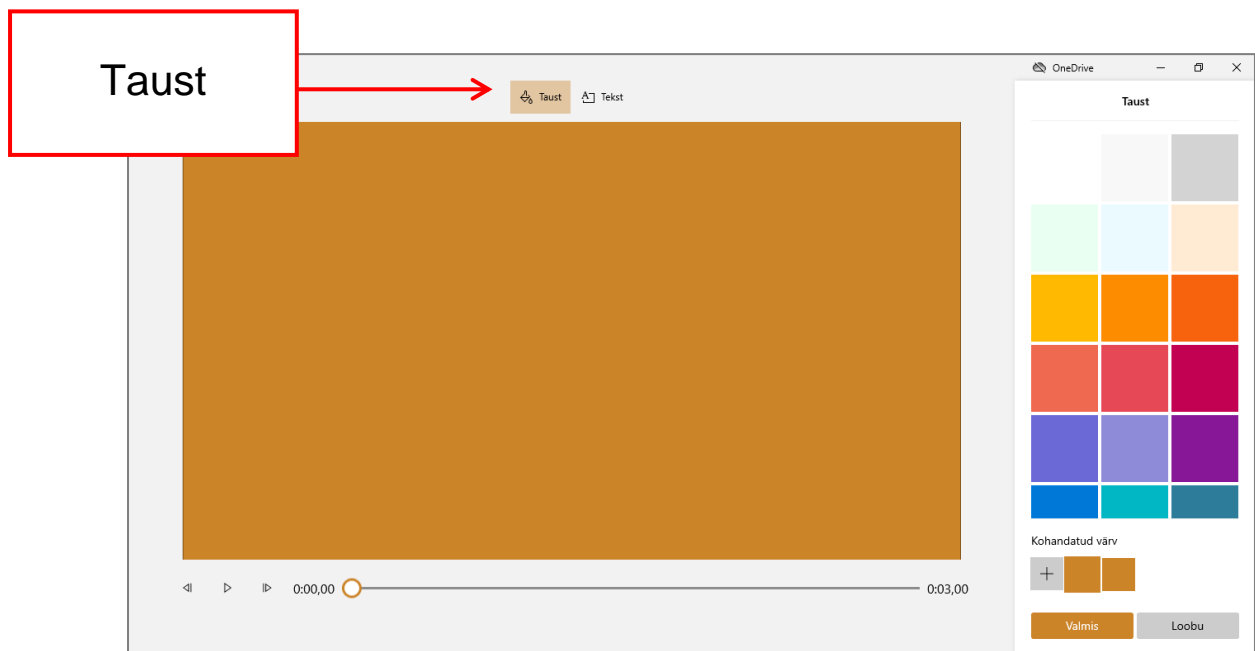 Taust
OneDrive
Taust
Tekst
Taust
Kohandatud värv
0:00,00
0:03,00
Valmis
Loobu